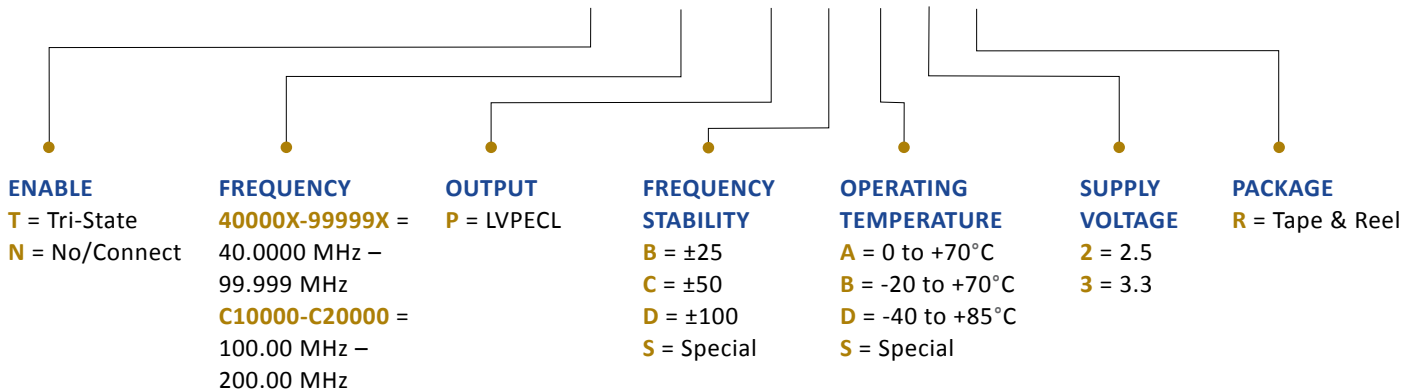 ENABLE
T = Tri-State
N = No/Connect
FREQUENCY
40000X-99999X =
40.0000 MHz –
99.999 MHz
C10000-C20000 =
100.00 MHz –
200.00 MHz
OUTPUT
P = LVPECL
FREQUENCY
STABILITY
B = ±25
C = ±50
D = ±100
S = Special
OPERATING
TEMPERATURE
A = 0 to +70°C
B = -20 to +70°C
D = -40 to +85°C
S = Special
SUPPLY
VOLTAGE
2 = 2.5
3 = 3.3
PACKAGE
R = Tape & Reel